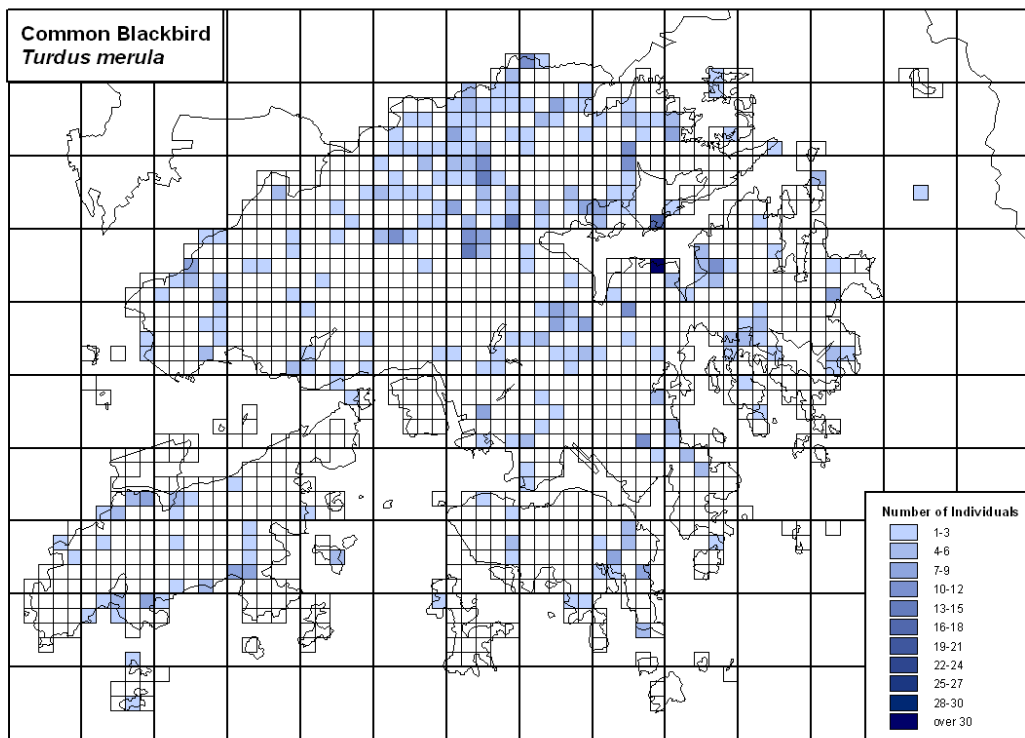 Common Blackbird
Turdus merula
Number of Individuals
1-3
4-6
7-9
10-12
13-15
16-18
19-21
22-24
25-27
28-30
over 30